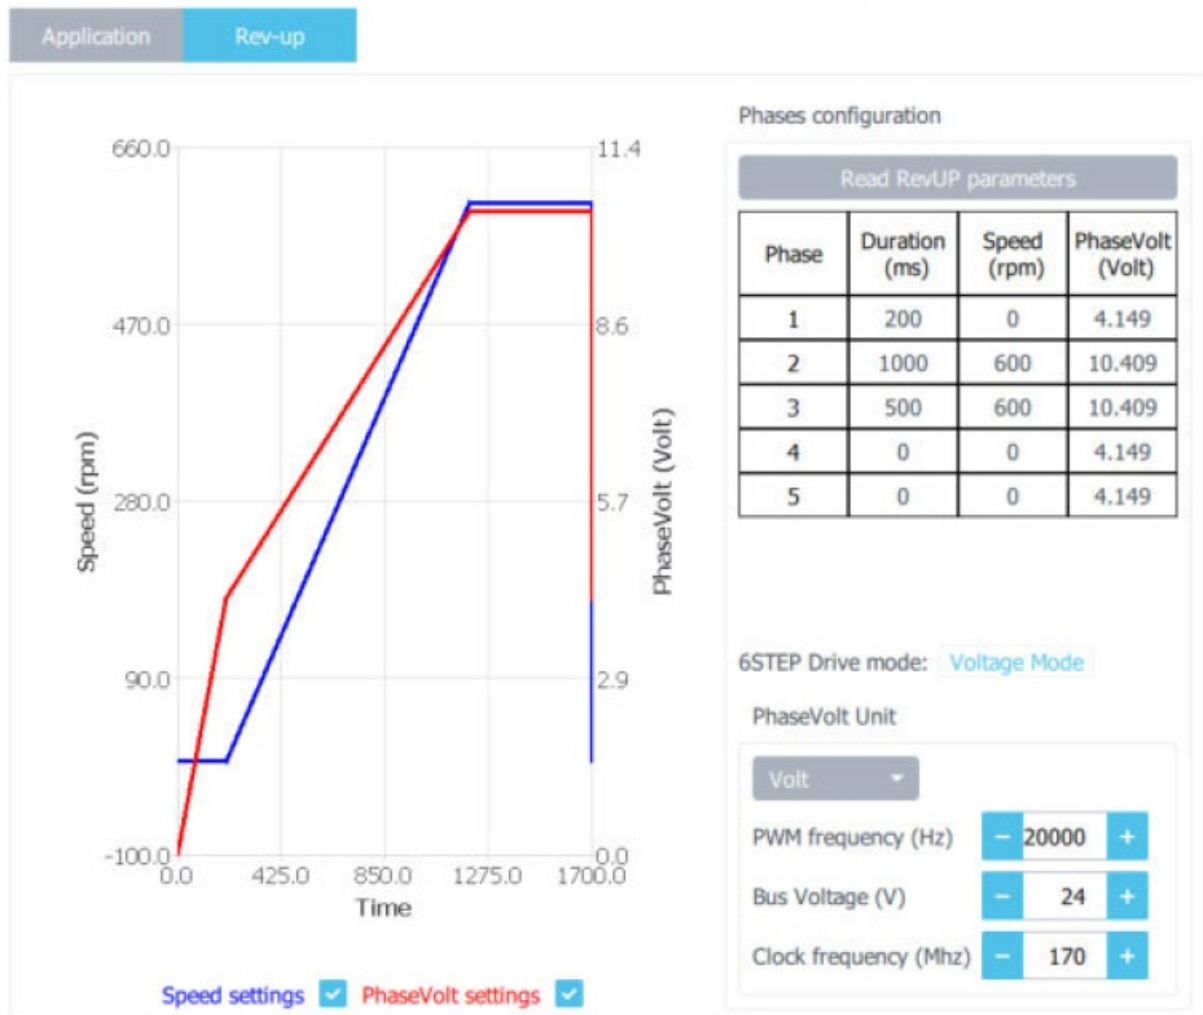 Application Rev-up
Phases configuration
Read RevUP parameters
Phase Duration (ms) Speed (rpm) PhaseVolt (Volt)
1 200 0 4.149
2 1000 600 10.409
3 500 600 10.409
4 0 0 4.149
5 0 0 4.149
660.0 11.4
470.0 8.6
280.0 5.7
90.0 2.9
-100.0 0.0
Speed (rpm)
PhaseVolt (Volt)
0.0 425.0 850.0 1275.0 1700.0
Time
Speed settings PhaseVolt settings
6STEP Drive mode: Voltage Mode
PhaseVolt Unit
Volt
PWM frequency (Hz) − 20000 +
Bus Voltage (V) − 24 +
Clock frequency (Mhz) − 170 +